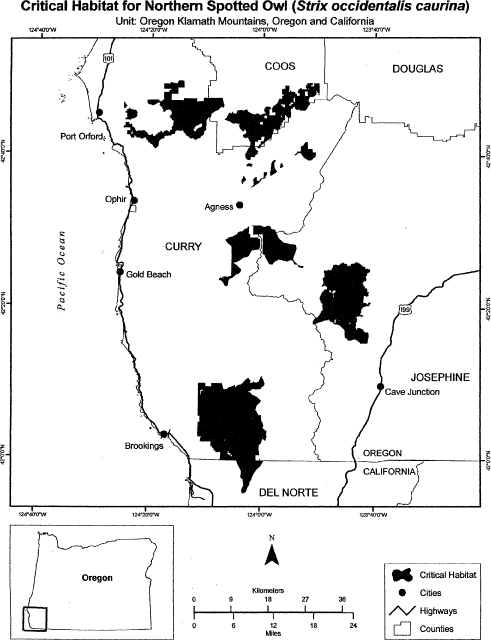 Critical Habitat for Northern Spotted Owl (Strix occidentalis caurina)
Unit: Oregon Klamath Mountains, Oregon and California
124°40'0"W 124°20'0"W 124°0'0"W 123°40'0"W
101
COOS
DOUGLAS
Port Orford
42°40'0"N 42°40'0"N
Ophir
Agness
CURRY
Pacific Ocean
Gold Beach
42°20'0"N 42°20'0"N
199
JOSEPHINE
Cave Junction
Brookings
OREGON
42°0'0"N 42°0'0"N
CALIFORNIA
DEL NORTE
124°40'0"W 124°20'0"W 124°0'0"W 123°40'0"W
Oregon
N
Kilometers
0 9 18 27 36
0 6 12 18 24
Miles
Critical Habitat
Cities
Highways
Counties